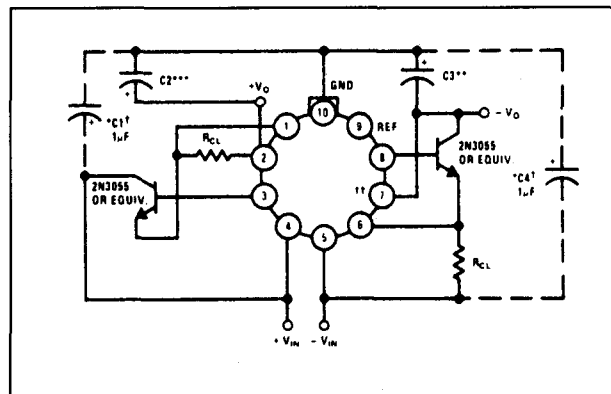 GND
C2***
+
+VO
C3**
+
− VO
*C1†
1µF
+
RCL
1
10
9
REF
2
8
2N3055
OR EQUIV.
*C4†
1µF
+
2N3055
OR EQUIV.
3
††
7
4
5
6
RCL
+ VIN
− VIN